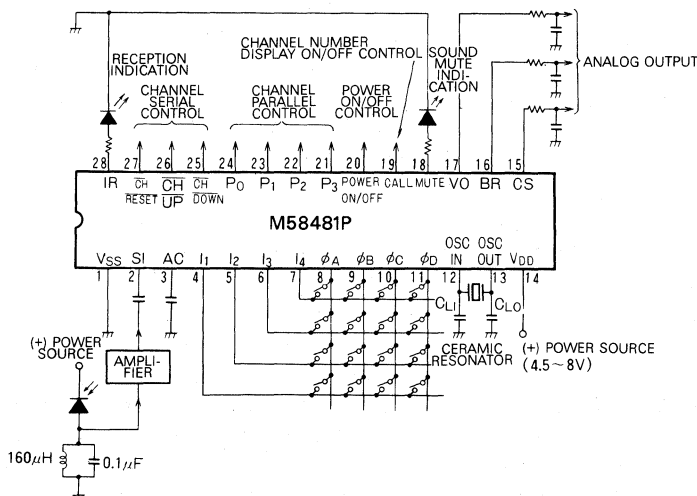 CHANNEL NUMBER
DISPLAY ON/OFF CONTROL
RECEPTION
INDICATION
CHANNEL
SERIAL
CONTROL
CHANNEL
PARALLEL
CONTROL
POWER
ON/OFF
CONTROL
SOUND
MUTE
INDI-
CATION
ANALOG OUTPUT
28 27 26 25 24 23 22 21 20 19 18 17 16 15
IR CH RESET CH UP CH DOWN P0 P1 P2 P3 POWER ON/OFF CALL MUTE VO BR CS
M58481P
VSS SI AC I1 I2 I3 I4 φA φB φC φD OSC IN OSC OUT VDD
1 2 3 4 5 6 7 8 9 10 11 12 13 14
CLI CLO
(+) POWER
SOURCE
AMPLI-
FIER
CERAMIC
RESONATOR
(+) POWER SOURCE
(4.5~8V)
160μH 0.1μF